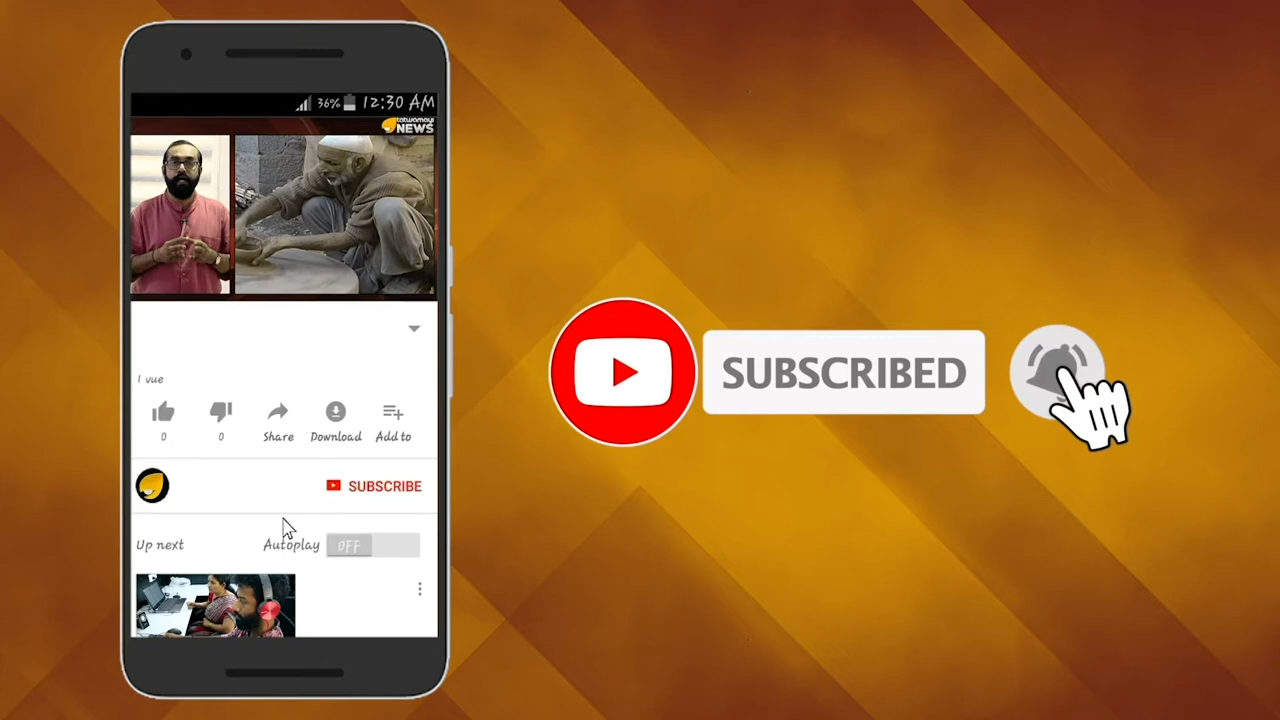 36% 12:30 AM
tatwamayi
NEWS
1 vue
0 0 Share Download Add to
SUBSCRIBE
Up next Autoplay OFF
SUBSCRIBED